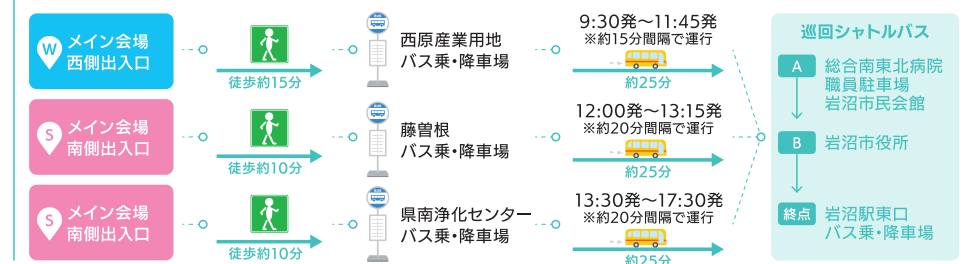 W
メイン会場
西側出入口
徒歩約15分
西原産業用地
バス乗・降車場
9:30発〜11:45発
※約15分間隔で運行
約25分
S
メイン会場
南側出入口
徒歩約10分
藤曽根
バス乗・降車場
12:00発〜13:15発
※約20分間隔で運行
約25分
S
メイン会場
南側出入口
徒歩約10分
県南浄化センター
バス乗・降車場
13:30発〜17:30発
※約20分間隔で運行
約25分
巡回シャトルバス
A
総合南東北病院
職員駐車場
岩沼市民会館
B
岩沼市役所
終点
岩沼駅東口
バス乗・降車場